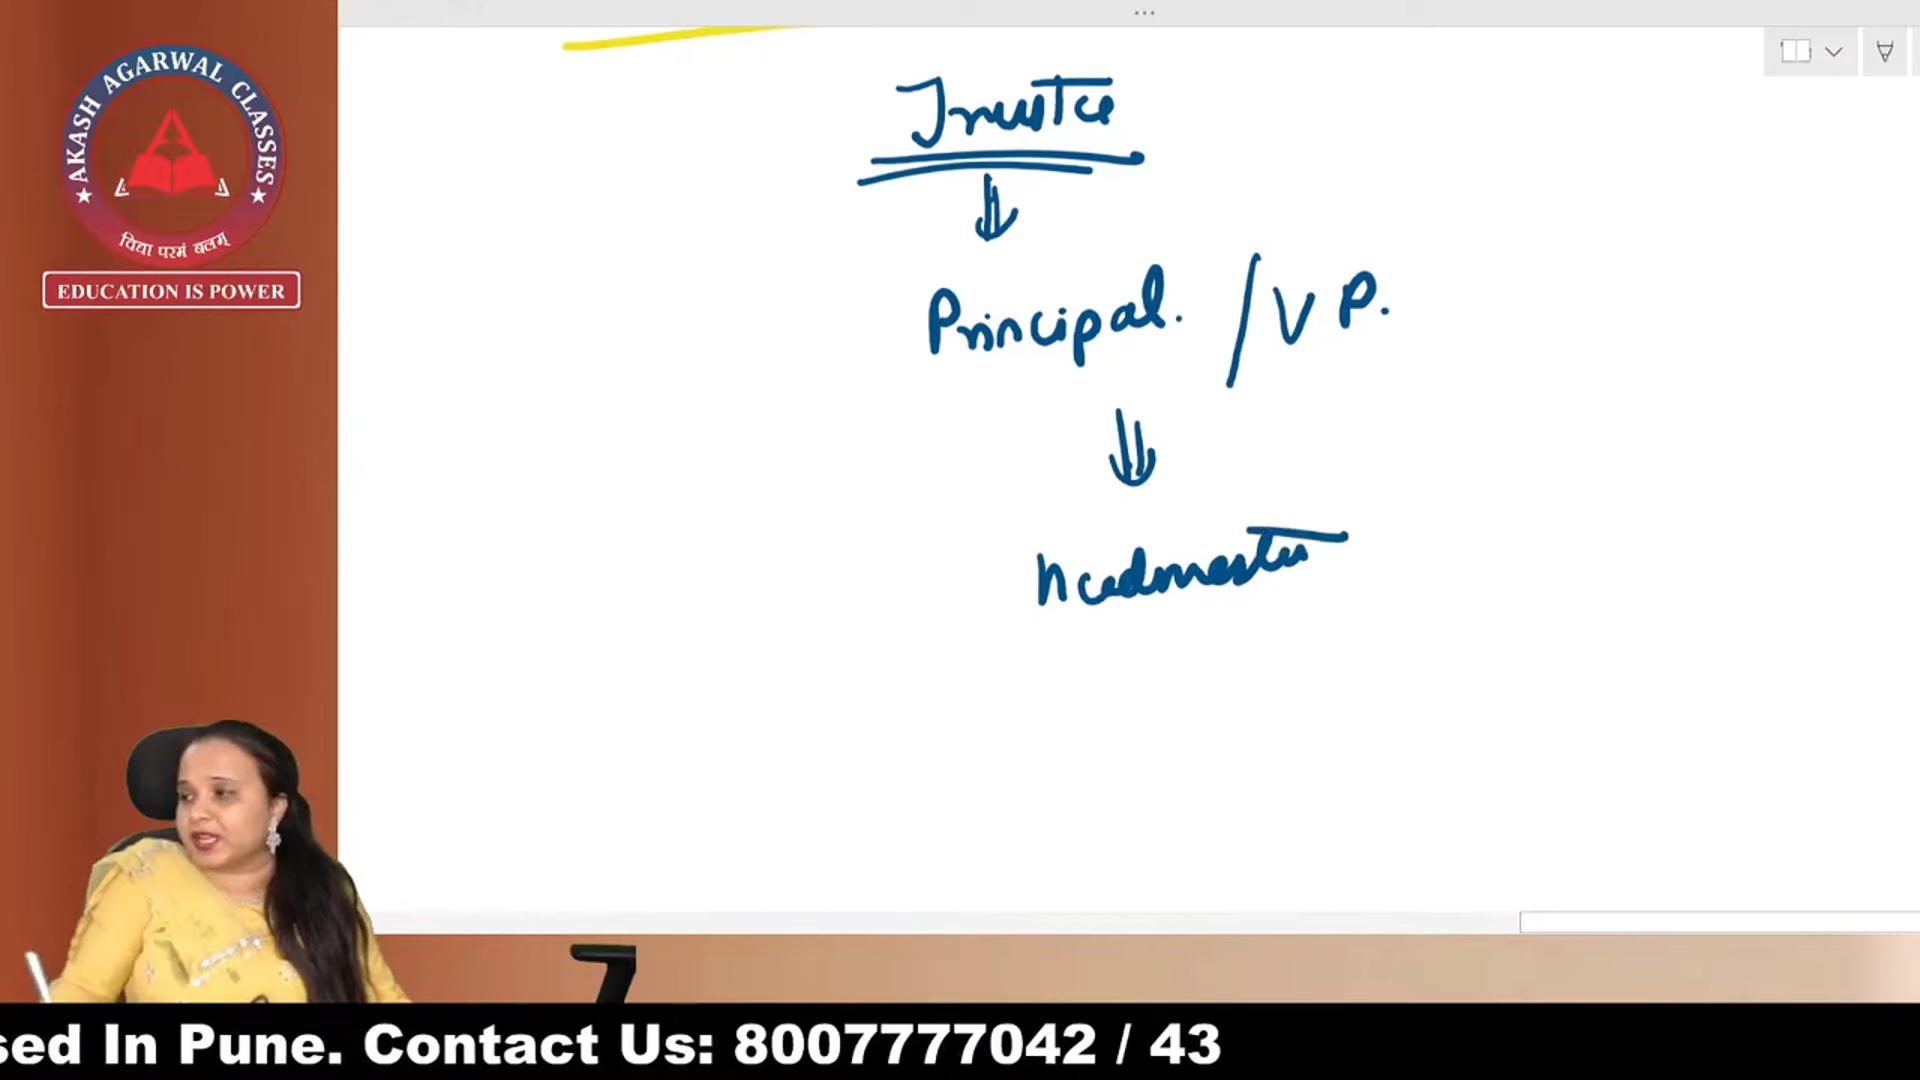 AKASH AGARWAL CLASSES
विद्या परमं बलम्
EDUCATION IS POWER
Trustee
Principal. / V P.
headmaster
sed In Pune. Contact Us: 8007777042 / 43